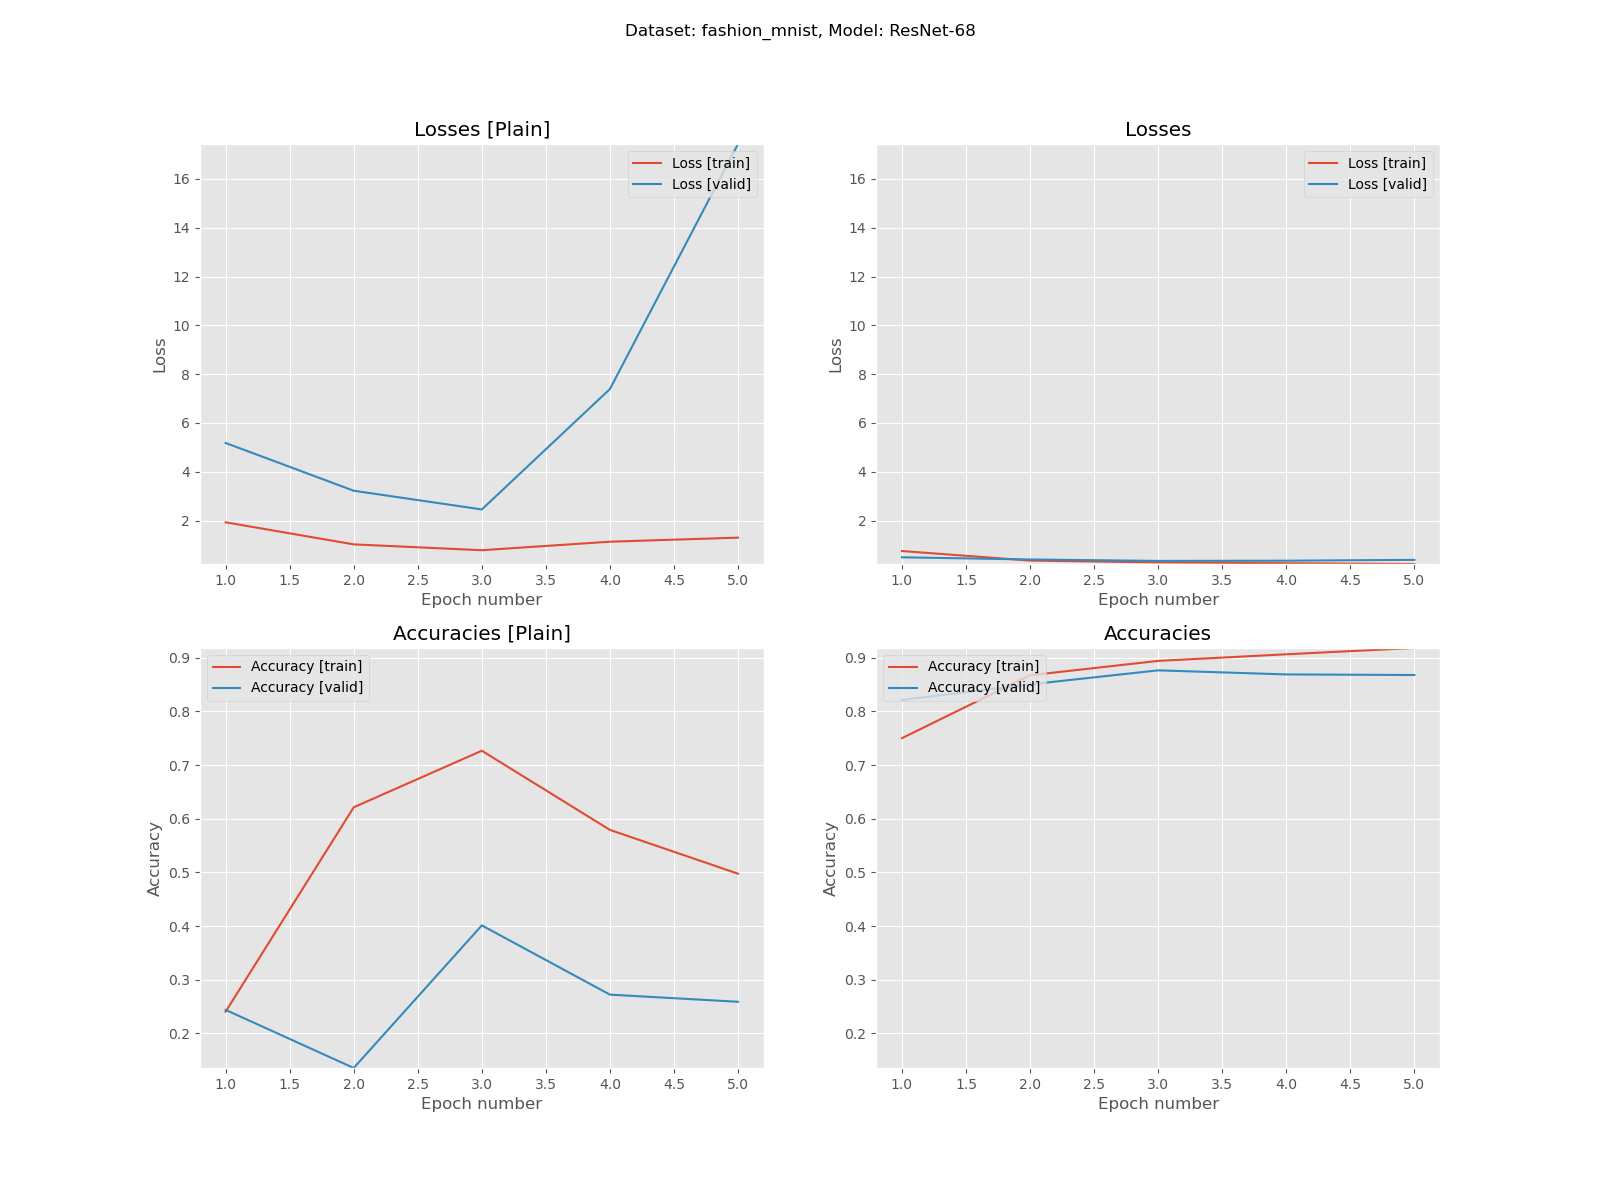 Dataset: fashion_mnist, Model: ResNet-68
Losses [Plain]
Loss [train]
Loss [valid]
16
14
12
10
8
6
4
2
Loss
1.0 1.5 2.0 2.5 3.0 3.5 4.0 4.5 5.0
Epoch number
Losses
Loss [train]
Loss [valid]
16
14
12
10
8
6
4
2
Loss
1.0 1.5 2.0 2.5 3.0 3.5 4.0 4.5 5.0
Epoch number
Accuracies [Plain]
Accuracy [train]
Accuracy [valid]
0.9
0.8
0.7
0.6
0.5
0.4
0.3
0.2
Accuracy
1.0 1.5 2.0 2.5 3.0 3.5 4.0 4.5 5.0
Epoch number
Accuracies
Accuracy [train]
Accuracy [valid]
0.9
0.8
0.7
0.6
0.5
0.4
0.3
0.2
Accuracy
1.0 1.5 2.0 2.5 3.0 3.5 4.0 4.5 5.0
Epoch number